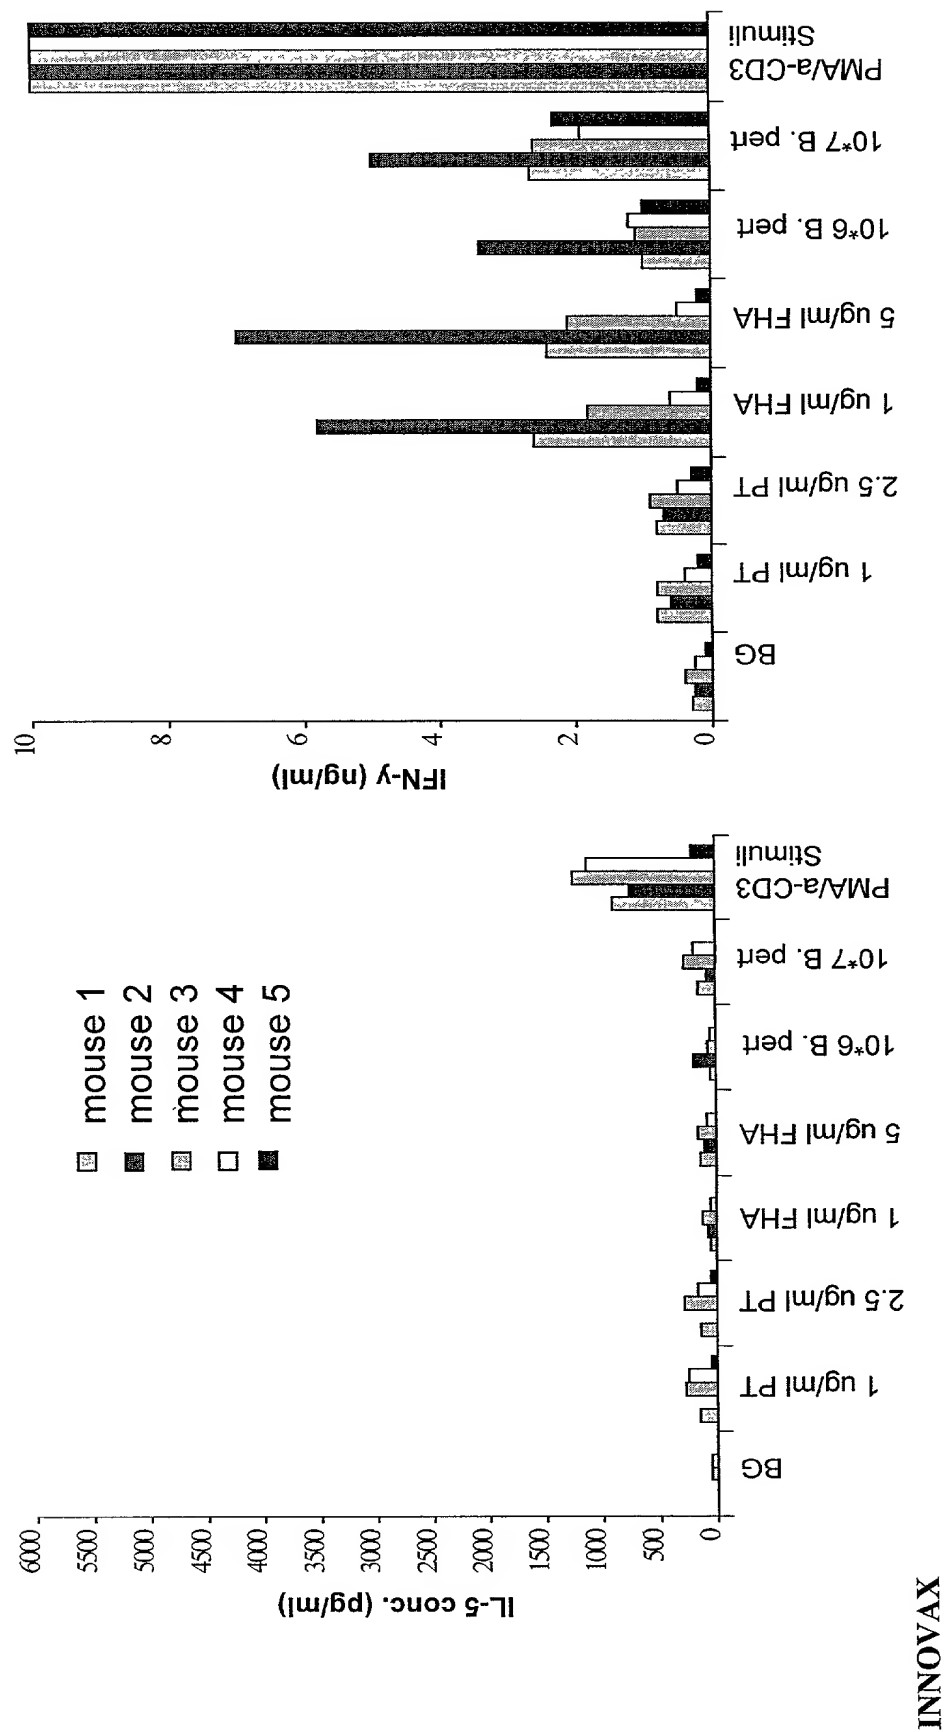 mouse 1
mouse 2
mouse 3
mouse 4
mouse 5
IL-5 conc. (pg/ml)
6000
5500
5000
4500
4000
3500
3000
2500
2000
1500
1000
500
0
BG
1 ug/ml PT
2.5 ug/ml PT
1 ug/ml FHA
5 ug/ml FHA
10*6 B. pert
10*7 B. pert
PMA/a-CD3
Stimuli
IFN-y (ng/ml)
10
8
6
4
2
0
BG
1 ug/ml PT
2.5 ug/ml PT
1 ug/ml FHA
5 ug/ml FHA
10*6 B. pert
10*7 B. pert
PMA/a-CD3
Stimuli
INNOVAX